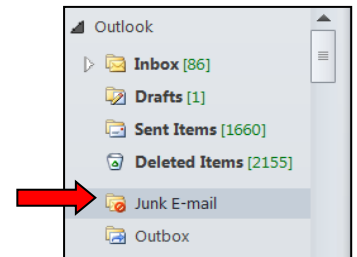 Outlook
Inbox [86]
Drafts [1]
Sent Items [1660]
Deleted Items [2155]
Junk E-mail
Outbox